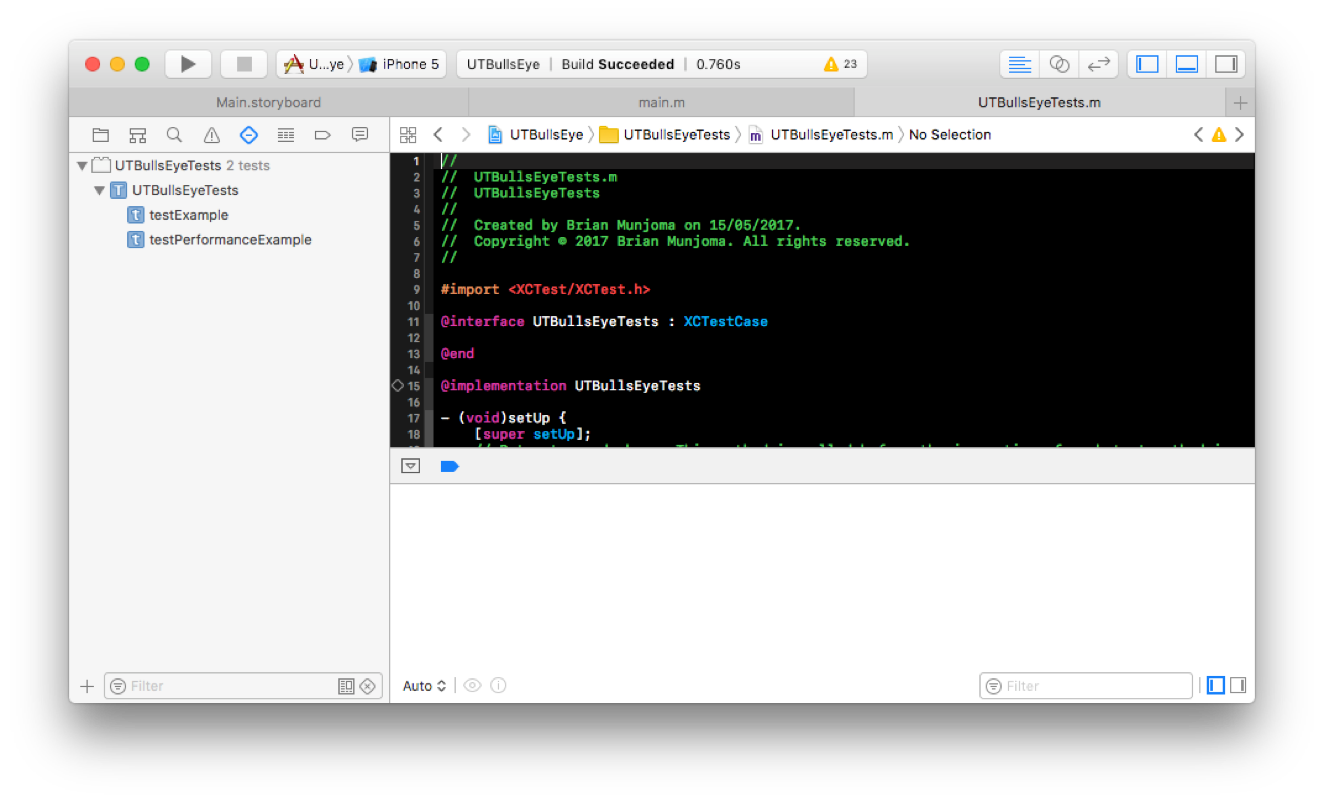 U...ye 〉 iPhone 5
UTBullsEye | Build Succeeded | 0.760s
23
Main.storyboard
main.m
UTBullsEyeTests.m
UTBullsEye 〉 UTBullsEyeTests 〉 m UTBullsEyeTests.m 〉 No Selection
UTBullsEyeTests 2 tests
T UTBullsEyeTests
t testExample
t testPerformanceExample
1 //
2 //  UTBullsEyeTests.m
3 //  UTBullsEyeTests
4 //
5 //  Created by Brian Munjoma on 15/05/2017.
6 //  Copyright © 2017 Brian Munjoma. All rights reserved.
7 //
8
9 #import <XCTest/XCTest.h>
10
11 @interface UTBullsEyeTests : XCTestCase
12
13 @end
14
15 @implementation UTBullsEyeTests
16
17 - (void)setUp {
18     [super setUp];
Filter
Auto
Filter